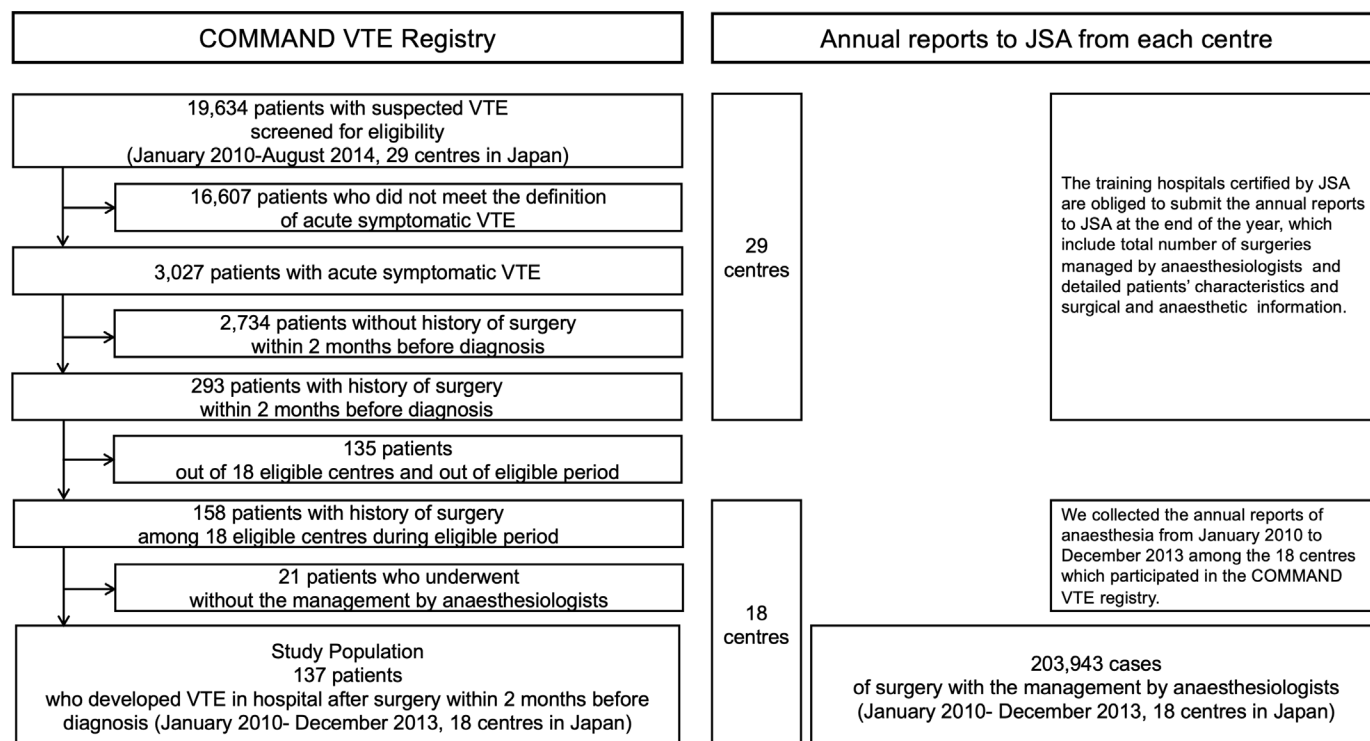 COMMAND VTE Registry
19,634 patients with suspected VTE
screened for eligibility
(January 2010-August 2014, 29 centres in Japan)
16,607 patients who did not meet the definition
of acute symptomatic VTE
3,027 patients with acute symptomatic VTE
2,734 patients without history of surgery
within 2 months before diagnosis
293 patients with history of surgery
within 2 months before diagnosis
135 patients
out of 18 eligible centres and out of eligible period
158 patients with history of surgery
among 18 eligible centres during eligible period
21 patients who underwent
without the management by anaesthesiologists
Study Population
137 patients
who developed VTE in hospital after surgery within 2 months before
diagnosis (January 2010- December 2013, 18 centres in Japan)
Annual reports to JSA from each centre
29
centres
The training hospitals certified by JSA
are obliged to submit the annual reports
to JSA at the end of the year, which
include total number of surgeries
managed by anaesthesiologists and
detailed patients' characteristics and
surgical and anaesthetic information.
18
centres
We collected the annual reports of
anaesthesia from January 2010 to
December 2013 among the 18 centres
which participated in the COMMAND
VTE registry.
203,943 cases
of surgery with the management by anaesthesiologists
(January 2010- December 2013, 18 centres in Japan)